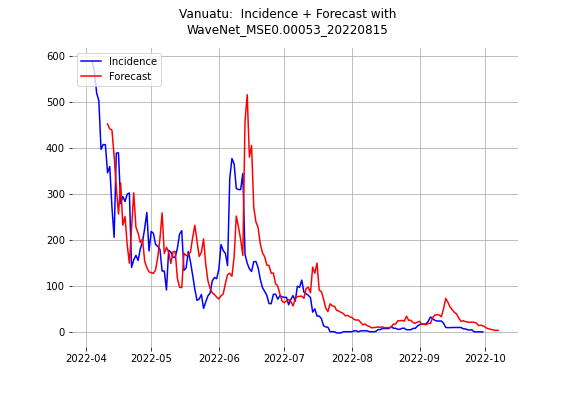 Vanuatu:  Incidence + Forecast with
WaveNet_MSE0.00053_20220815
600
500
400
300
200
100
0
Incidence
Forecast
2022-04 2022-05 2022-06 2022-07 2022-08 2022-09 2022-10